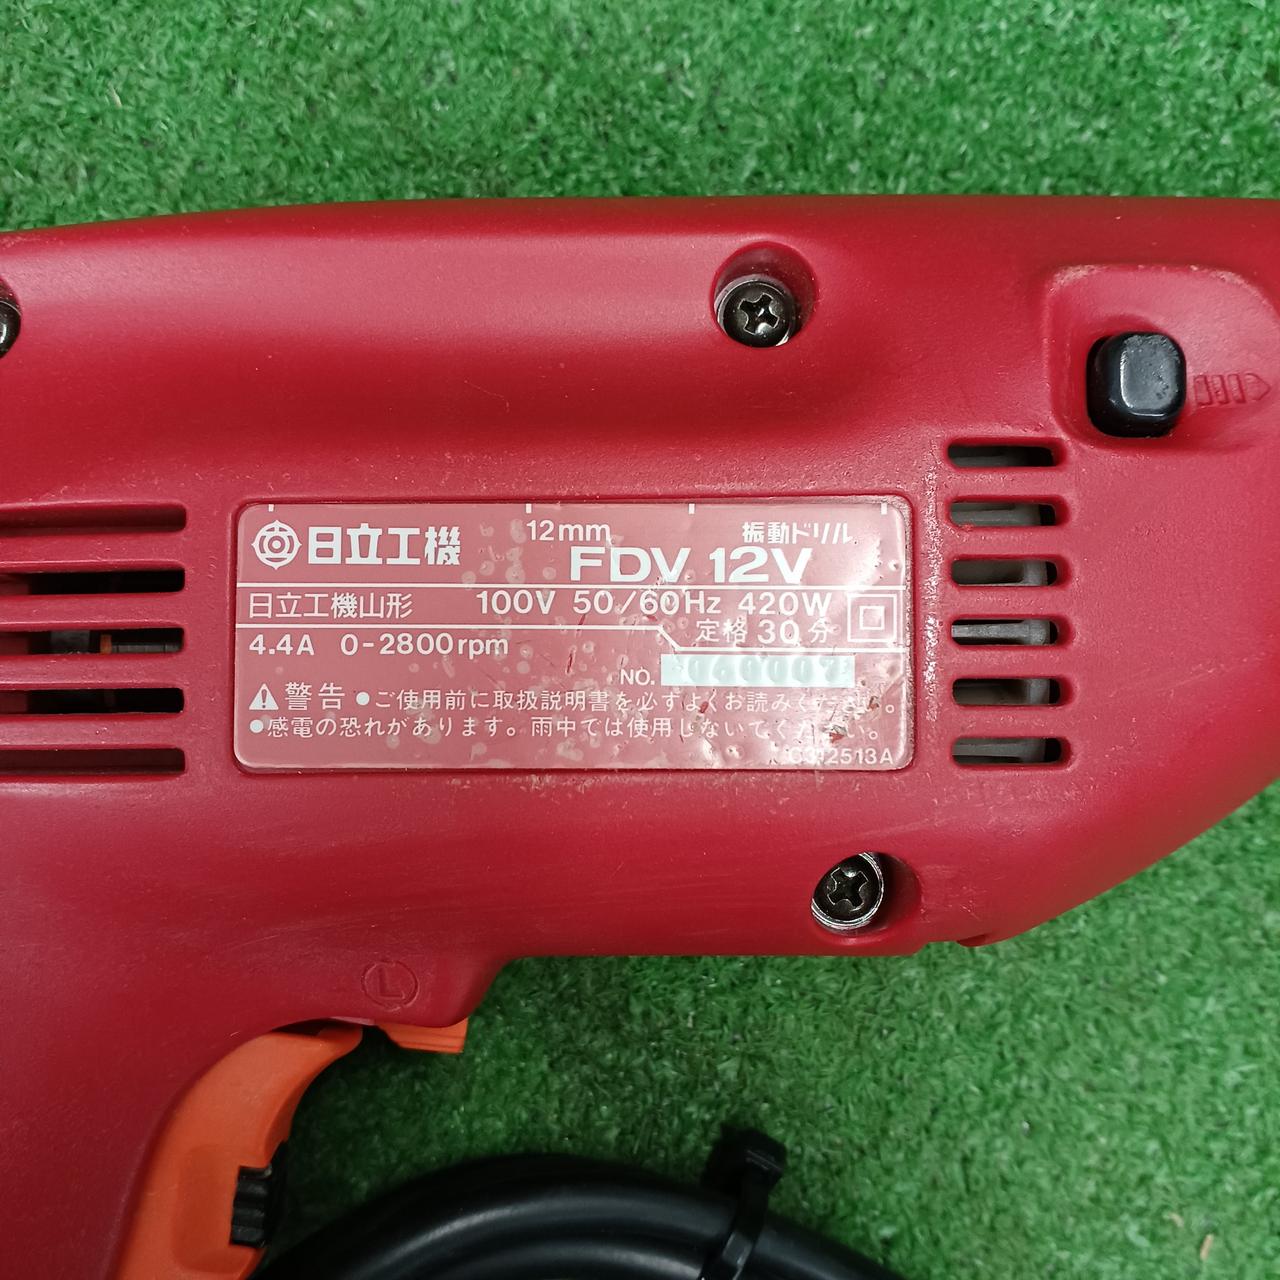 日立工機
12mm 振動ドリル
FDV 12V
日立工機山形 100V 50/60Hz 420W
4.4A 0-2800rpm 定格 30分
NO.
警告 ●ご使用前に取扱説明書を必ずよくお読みください。
●感電の恐れがあります。雨中では使用しないでください。
C312513A
L